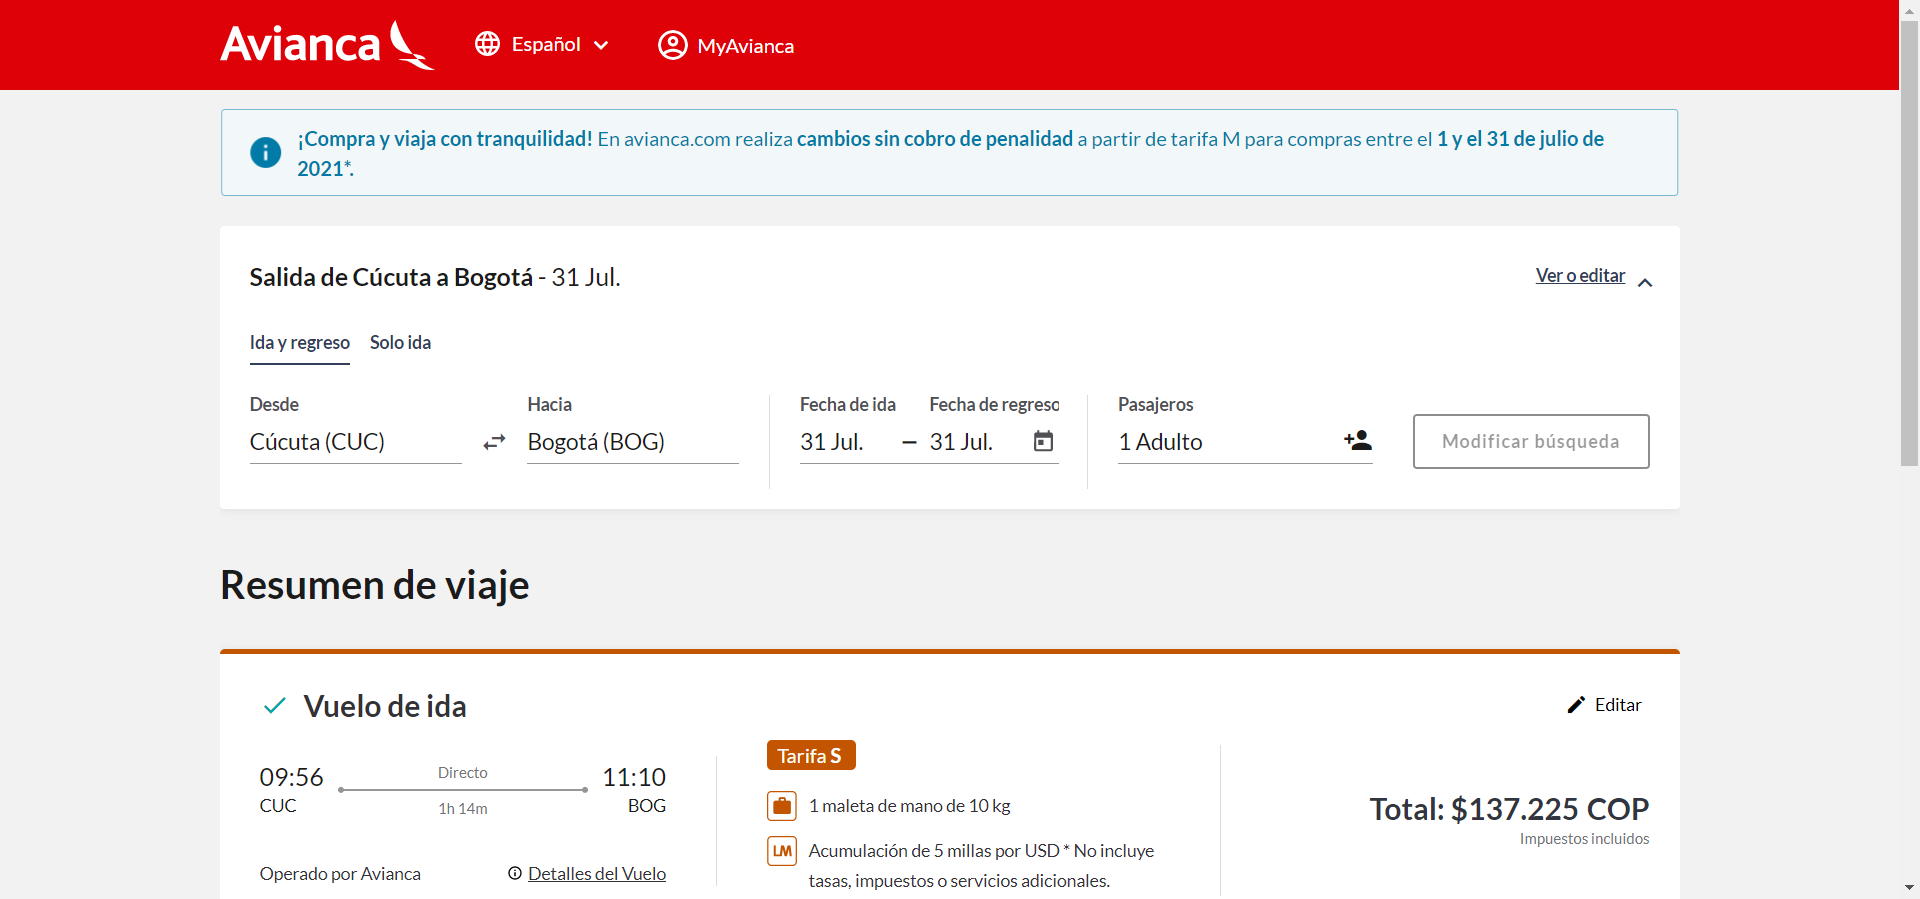 Avianca
Español
MyAvianca
¡Compra y viaja con tranquilidad! En avianca.com realiza cambios sin cobro de penalidad a partir de tarifa M para compras entre el 1 y el 31 de julio de
2021*.
Salida de Cúcuta a Bogotá - 31 Jul.
Ver o editar
Ida y regreso Solo ida
Desde Hacia Fecha de ida Fecha de regreso Pasajeros
Cúcuta (CUC) Bogotá (BOG) 31 Jul. – 31 Jul. 1 Adulto Modificar búsqueda
Resumen de viaje
Vuelo de ida
Editar
09:56 Directo 11:10
CUC 1h 14m BOG
Operado por Avianca Detalles del Vuelo
Tarifa S
1 maleta de mano de 10 kg
LM Acumulación de 5 millas por USD * No incluye
tasas, impuestos o servicios adicionales.
Total: $137.225 COP
Impuestos incluidos